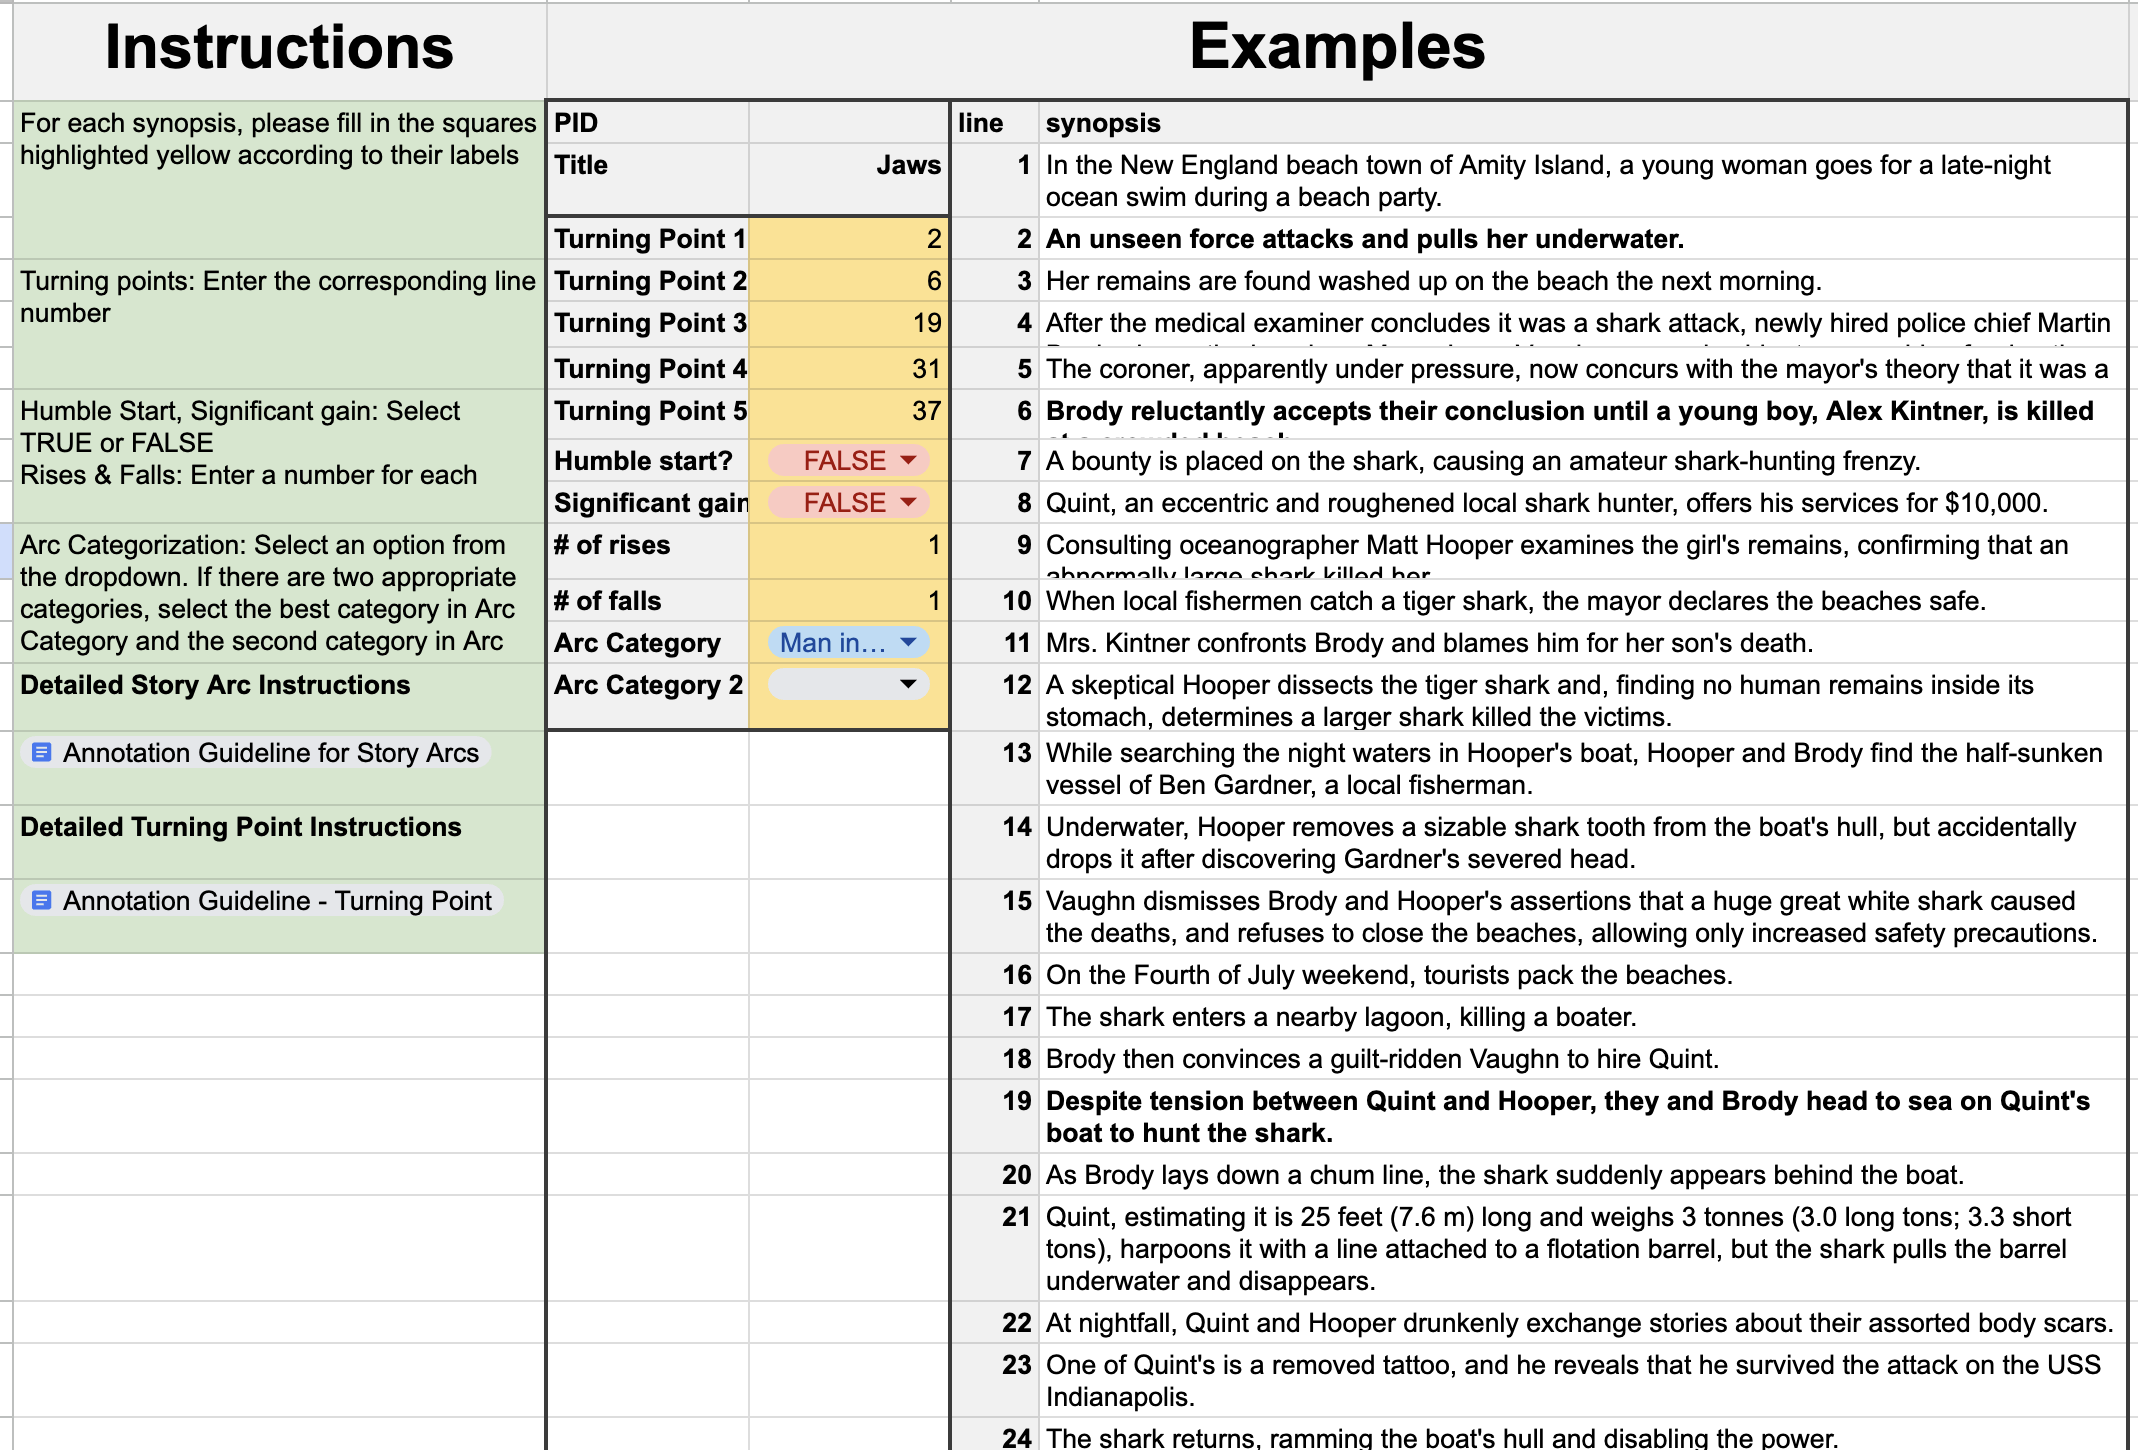 Instructions
Examples
For each synopsis, please fill in the squares
highlighted yellow according to their labels
Turning points: Enter the corresponding line
number
Humble Start, Significant gain: Select
TRUE or FALSE
Rises & Falls: Enter a number for each
Arc Categorization: Select an option from
the dropdown. If there are two appropriate
categories, select the best category in Arc
Category and the second category in Arc
Detailed Story Arc Instructions
Annotation Guideline for Story Arcs
Detailed Turning Point Instructions
Annotation Guideline - Turning Point
PID
Title Jaws
Turning Point 1 2
Turning Point 2 6
Turning Point 3 19
Turning Point 4 31
Turning Point 5 37
Humble start? FALSE
Significant gain FALSE
# of rises 1
# of falls 1
Arc Category Man in...
Arc Category 2
line synopsis
1 In the New England beach town of Amity Island, a young woman goes for a late-night
ocean swim during a beach party.
2 An unseen force attacks and pulls her underwater.
3 Her remains are found washed up on the beach the next morning.
4 After the medical examiner concludes it was a shark attack, newly hired police chief Martin
5 The coroner, apparently under pressure, now concurs with the mayor's theory that it was a
6 Brody reluctantly accepts their conclusion until a young boy, Alex Kintner, is killed
7 A bounty is placed on the shark, causing an amateur shark-hunting frenzy.
8 Quint, an eccentric and roughened local shark hunter, offers his services for $10,000.
9 Consulting oceanographer Matt Hooper examines the girl's remains, confirming that an
abnormally large shark killed her
10 When local fishermen catch a tiger shark, the mayor declares the beaches safe.
11 Mrs. Kintner confronts Brody and blames him for her son's death.
12 A skeptical Hooper dissects the tiger shark and, finding no human remains inside its
stomach, determines a larger shark killed the victims.
13 While searching the night waters in Hooper's boat, Hooper and Brody find the half-sunken
vessel of Ben Gardner, a local fisherman.
14 Underwater, Hooper removes a sizable shark tooth from the boat's hull, but accidentally
drops it after discovering Gardner's severed head.
15 Vaughn dismisses Brody and Hooper's assertions that a huge great white shark caused
the deaths, and refuses to close the beaches, allowing only increased safety precautions.
16 On the Fourth of July weekend, tourists pack the beaches.
17 The shark enters a nearby lagoon, killing a boater.
18 Brody then convinces a guilt-ridden Vaughn to hire Quint.
19 Despite tension between Quint and Hooper, they and Brody head to sea on Quint's
boat to hunt the shark.
20 As Brody lays down a chum line, the shark suddenly appears behind the boat.
21 Quint, estimating it is 25 feet (7.6 m) long and weighs 3 tonnes (3.0 long tons; 3.3 short
tons), harpoons it with a line attached to a flotation barrel, but the shark pulls the barrel
underwater and disappears.
22 At nightfall, Quint and Hooper drunkenly exchange stories about their assorted body scars.
23 One of Quint's is a removed tattoo, and he reveals that he survived the attack on the USS
Indianapolis.
24 The shark returns, ramming the boat's hull and disabling the power.